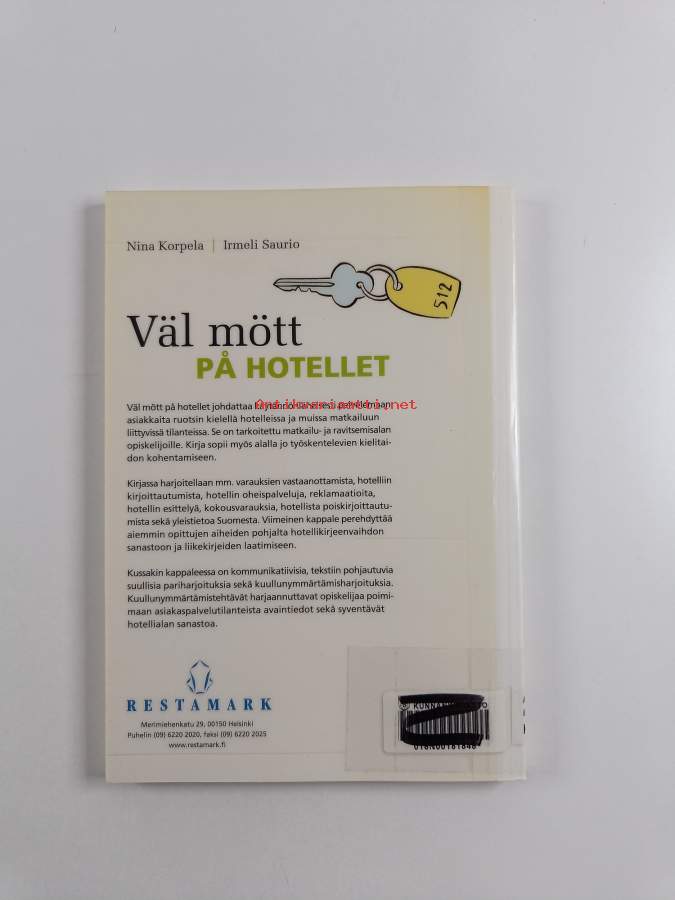 Nina Korpela | Irmeli Saurio
512
Väl mött
PÅ HOTELLET
Väl mött på hotellet johdattaa palvelemaan
Antikvariaatti.net
asiakkaita ruotsin kielellä hotelleissa ja muissa matkailuun
liittyvissä tilanteissa. Se on tarkoitettu matkailu- ja ravitsemisalan
opiskelijoille. Kirja sopii myös alalla jo työskentelevien kielitai-
don kohentamiseen.
Kirjassa harjoitellaan mm. varauksien vastaanottamista, hotelliin
kirjoittautumista, hotellin oheispalveluja, reklamaatioita,
hotellin esittelyä, kokousvarauksia, hotellista poiskirjoittautu-
mista sekä yleistietoa Suomesta. Viimeinen kappale perehdyttää
aiemmin opittujen aiheiden pohjalta hotellikirjeenvaihdon
sanastoon ja liikekirjeiden laatimiseen.
Kussakin kappaleessa on kommunikatiivisia, tekstiin pohjautuvia
suullisia pariharjoituksia sekä kuullunymmärtämisharjoituksia.
Kuullunymmärtämistehtävät harjaannuttavat opiskelijaa poimi-
maan asiakaspalvelutilanteista avaintiedot sekä syventävät
hotellialan sanastoa.
RESTAMARK
Merimiehenkatu 29, 00150 Helsinki
Puhelin (09) 6220 2020, faksi (09) 6220 2025
www.restamark.fi